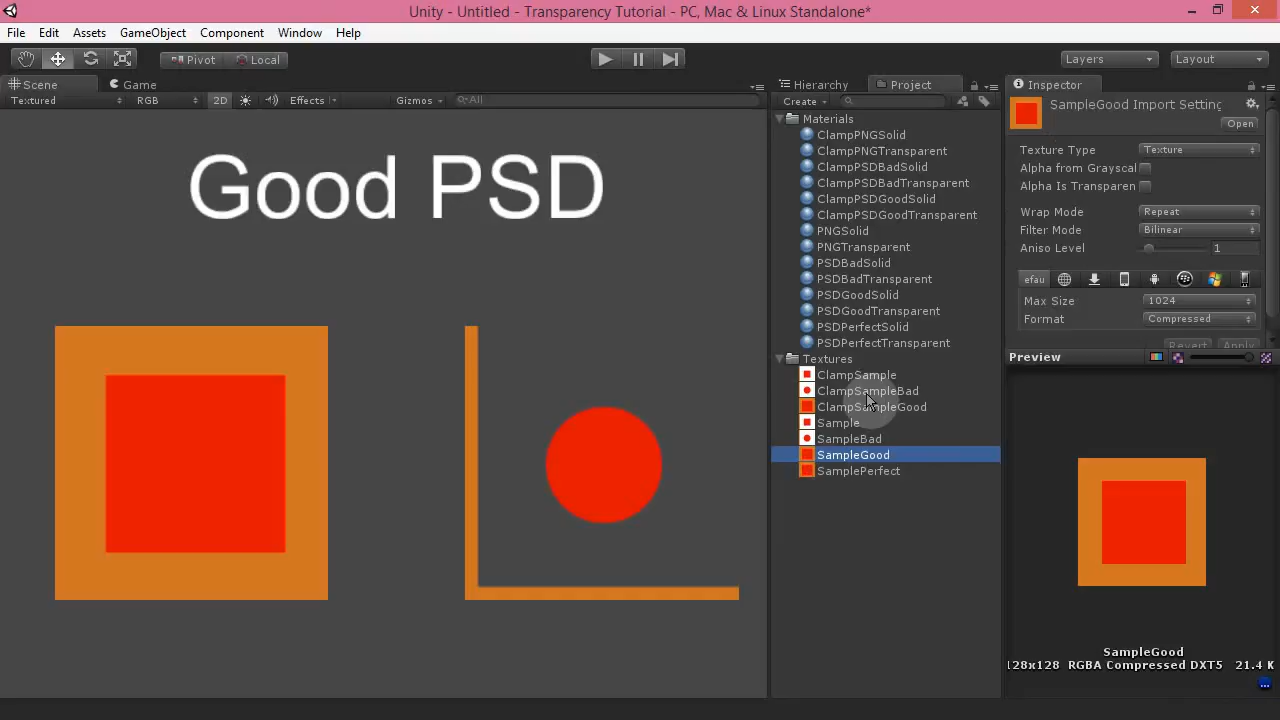 Unity - Untitled - Transparency Tutorial - PC, Mac & Linux Standalone*
File Edit Assets GameObject Component Window Help
Pivot Local Layers Layout
Scene Game
Textured RGB 2D Effects Gizmos All
Good PSD
Hierarchy Project
Create
Materials
ClampPNGSolid
ClampPNGTransparent
ClampPSDBadSolid
ClampPSDBadTransparent
ClampPSDGoodSolid
ClampPSDGoodTransparent
PNGSolid
PNGTransparent
PSDBadSolid
PSDBadTransparent
PSDGoodSolid
PSDGoodTransparent
PSDPerfectSolid
PSDPerfectTransparent
Textures
ClampSample
ClampSampleBad
ClampSampleGood
Sample
SampleBad
SampleGood
SamplePerfect
Inspector
SampleGood Import Setting
Open
Texture Type Texture
Alpha from Grayscal
Alpha Is Transparen
Wrap Mode Repeat
Filter Mode Bilinear
Aniso Level 1
efau
Max Size 1024
Format Compressed
Revert Apply
Preview
SampleGood
128x128 RGBA Compressed DXT5 21.4 K